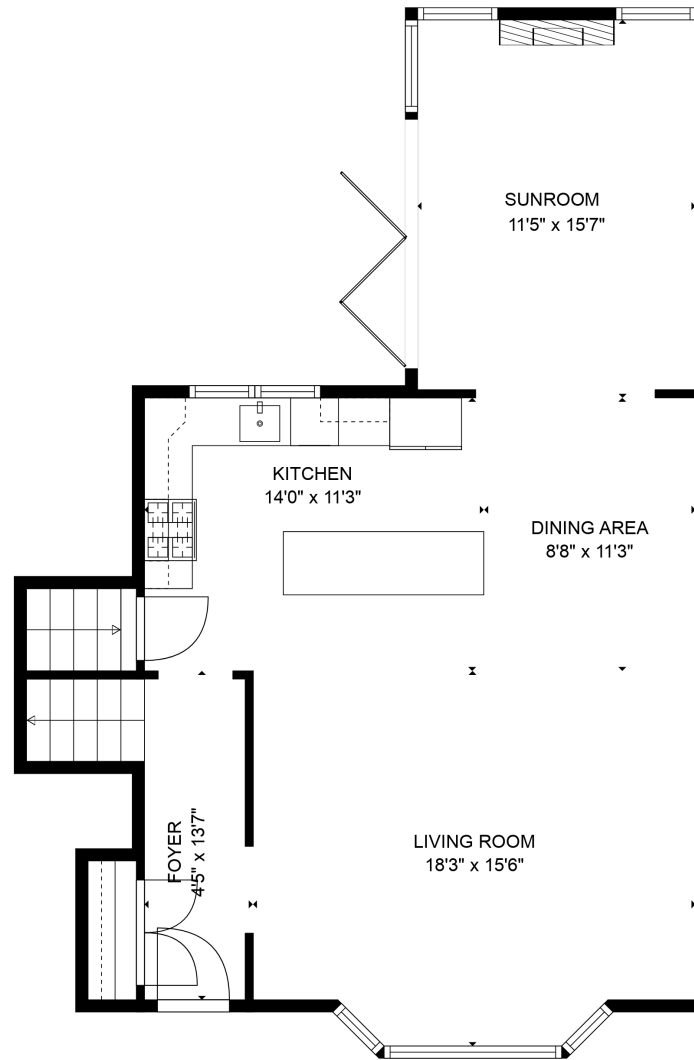 SUNROOM
11'5" x 15'7"
KITCHEN
14'0" x 11'3"
DINING AREA
8'8" x 11'3"
FOYER
4'5" x 13'7"
LIVING ROOM
18'3" x 15'6"